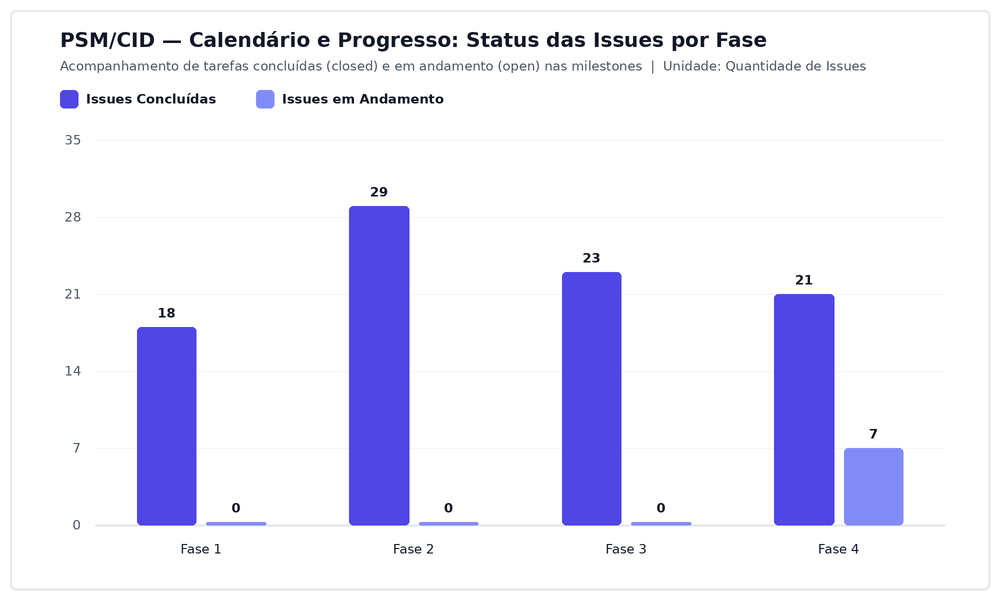 PSM/CID — Calendário e Progresso: Status das Issues por Fase
Acompanhamento de tarefas concluídas (closed) e em andamento (open) nas milestones | Unidade: Quantidade de Issues
Issues Concluídas
Issues em Andamento
35
28
21
14
7
0
18
0
29
0
23
0
21
7
Fase 1
Fase 2
Fase 3
Fase 4